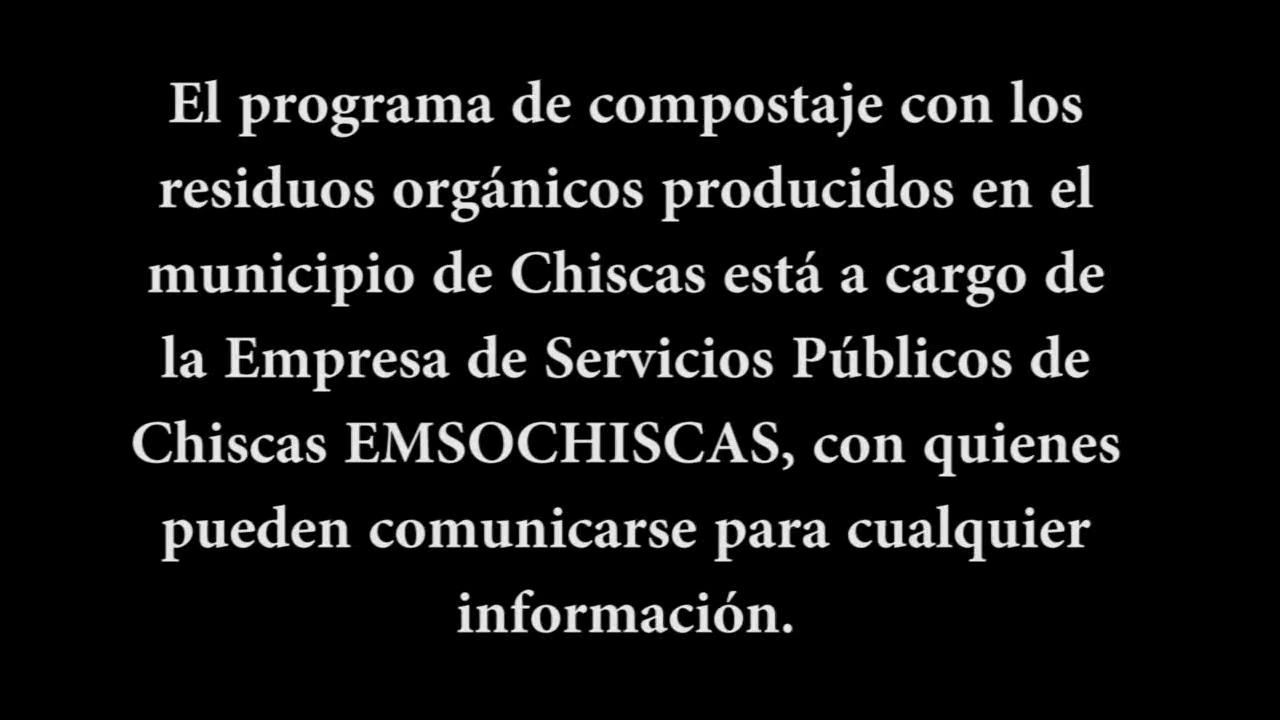 El programa de compostaje con los
residuos orgánicos producidos en el
municipio de Chiscas está a cargo de
la Empresa de Servicios Públicos de
Chiscas EMSOCHISCAS, con quienes
pueden comunicarse para cualquier
información.